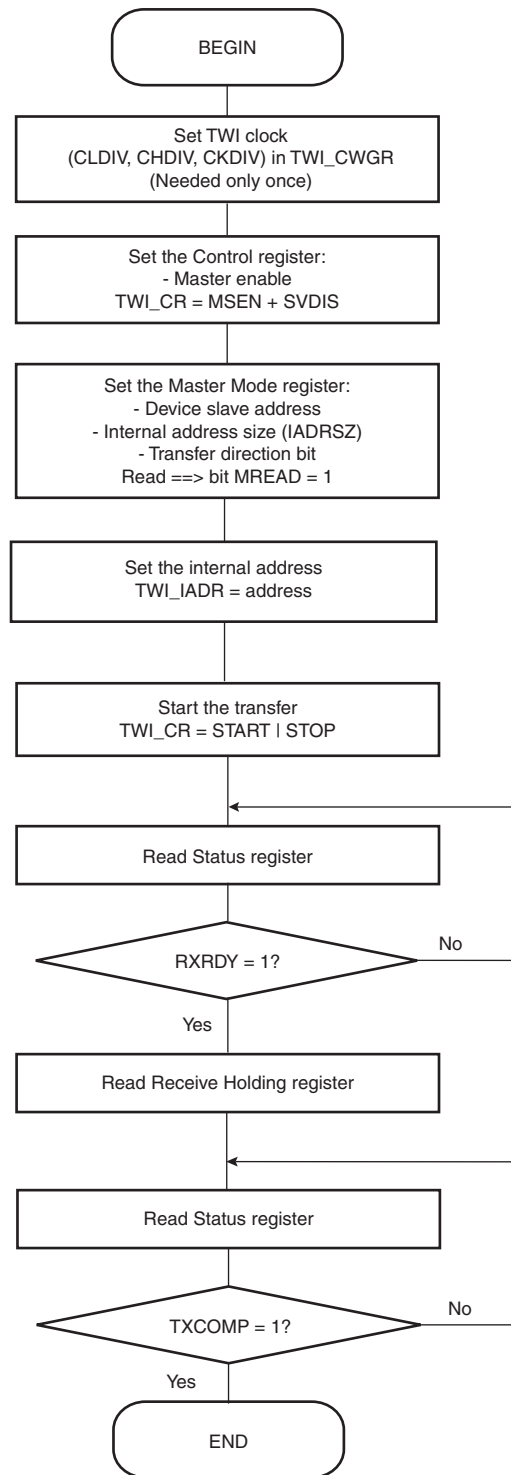 BEGIN
Set TWI clock
(CLDIV, CHDIV, CKDIV) in TWI_CWGR
(Needed only once)
Set the Control register:
- Master enable
TWI_CR = MSEN + SVDIS
Set the Master Mode register:
- Device slave address
- Internal address size (IADRSZ)
- Transfer direction bit
Read ==> bit MREAD = 1
Set the internal address
TWI_IADR = address
Start the transfer
TWI_CR = START | STOP
Read Status register
RXRDY = 1?
No
Yes
Read Receive Holding register
Read Status register
TXCOMP = 1?
No
Yes
END